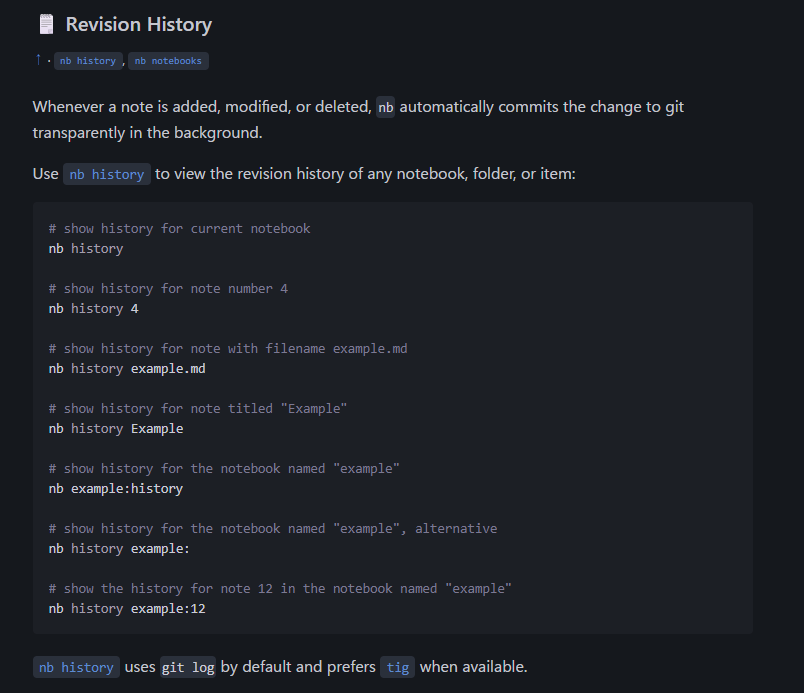 Revision History
↑ · nb history, nb notebooks
Whenever a note is added, modified, or deleted, nb automatically commits the change to git
transparently in the background.
Use nb history to view the revision history of any notebook, folder, or item:
# show history for current notebook
nb history
# show history for note number 4
nb history 4
# show history for note with filename example.md
nb history example.md
# show history for note titled "Example"
nb history Example
# show history for the notebook named "example"
nb example:history
# show history for the notebook named "example", alternative
nb history example:
# show the history for note 12 in the notebook named "example"
nb history example:12
nb history uses git log by default and prefers tig when available.